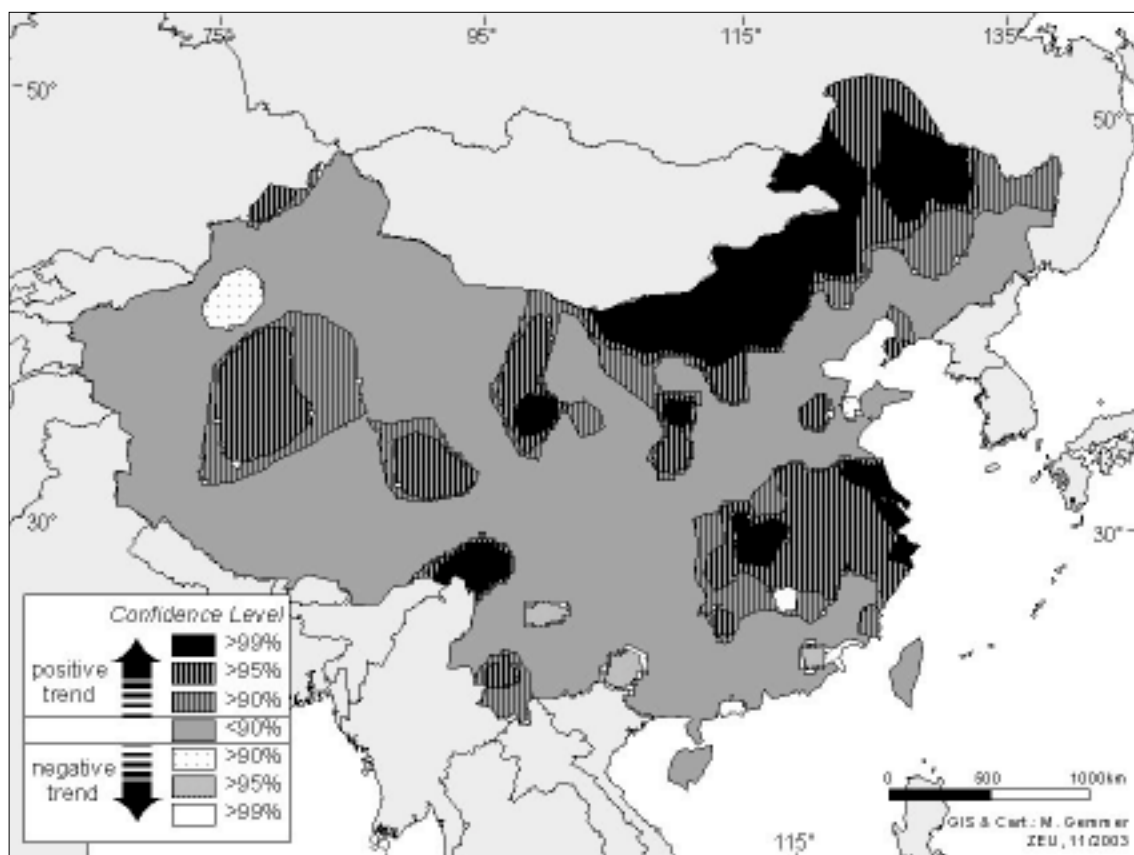 75° 95° 115° 135°
50° 50°
30° 30°
Confidence Level
>99%
positive trend >95%
>90%
<90%
>90%
negative trend >95%
>99%
0 500 1000km
GIS & Cart.: M. Gemmer
ZEU, 11/2003
95° 115°